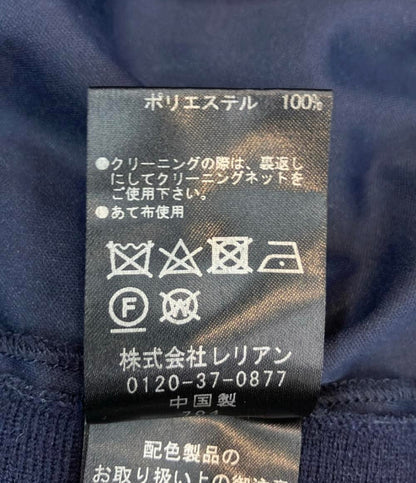 ポリエステル 100%
●クリーニングの際は、裏返し
にしてクリーニングネットを
ご使用下さい。
●あて布使用
F W
株式会社レリアン
0120-37-0877
中国製
配色製品の
お取り扱い上の御注意